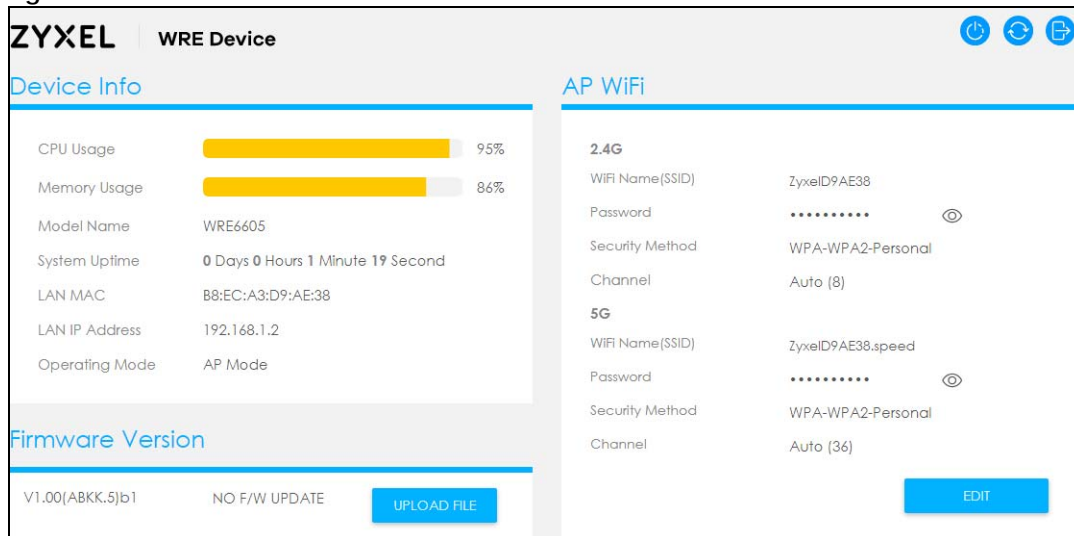 ZYXEL WRE Device
Device Info
CPU Usage 95%
Memory Usage 86%
Model Name WRE6605
System Uptime 0 Days 0 Hours 1 Minute 19 Second
LAN MAC B8:EC:A3:D9:AE:38
LAN IP Address 192.168.1.2
Operating Mode AP Mode
Firmware Version
V1.00(ABKK.5)b1 NO F/W UPDATE UPLOAD FILE
AP WiFi
2.4G
WiFi Name(SSID) ZyxelD9AE38
Password ••••••••••
Security Method WPA-WPA2-Personal
Channel Auto (8)
5G
WiFi Name(SSID) ZyxelD9AE38.speed
Password ••••••••••
Security Method WPA-WPA2-Personal
Channel Auto (36)
EDIT